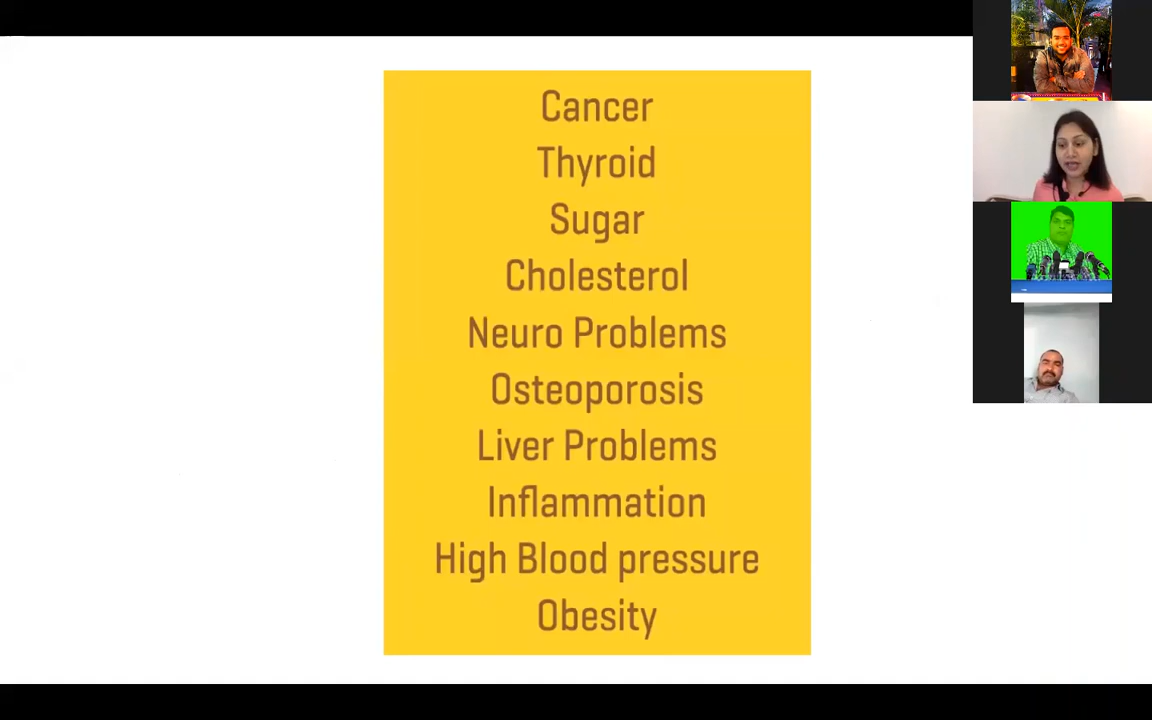 Cancer
Thyroid
Sugar
Cholesterol
Neuro Problems
Osteoporosis
Liver Problems
Inflammation
High Blood pressure
Obesity